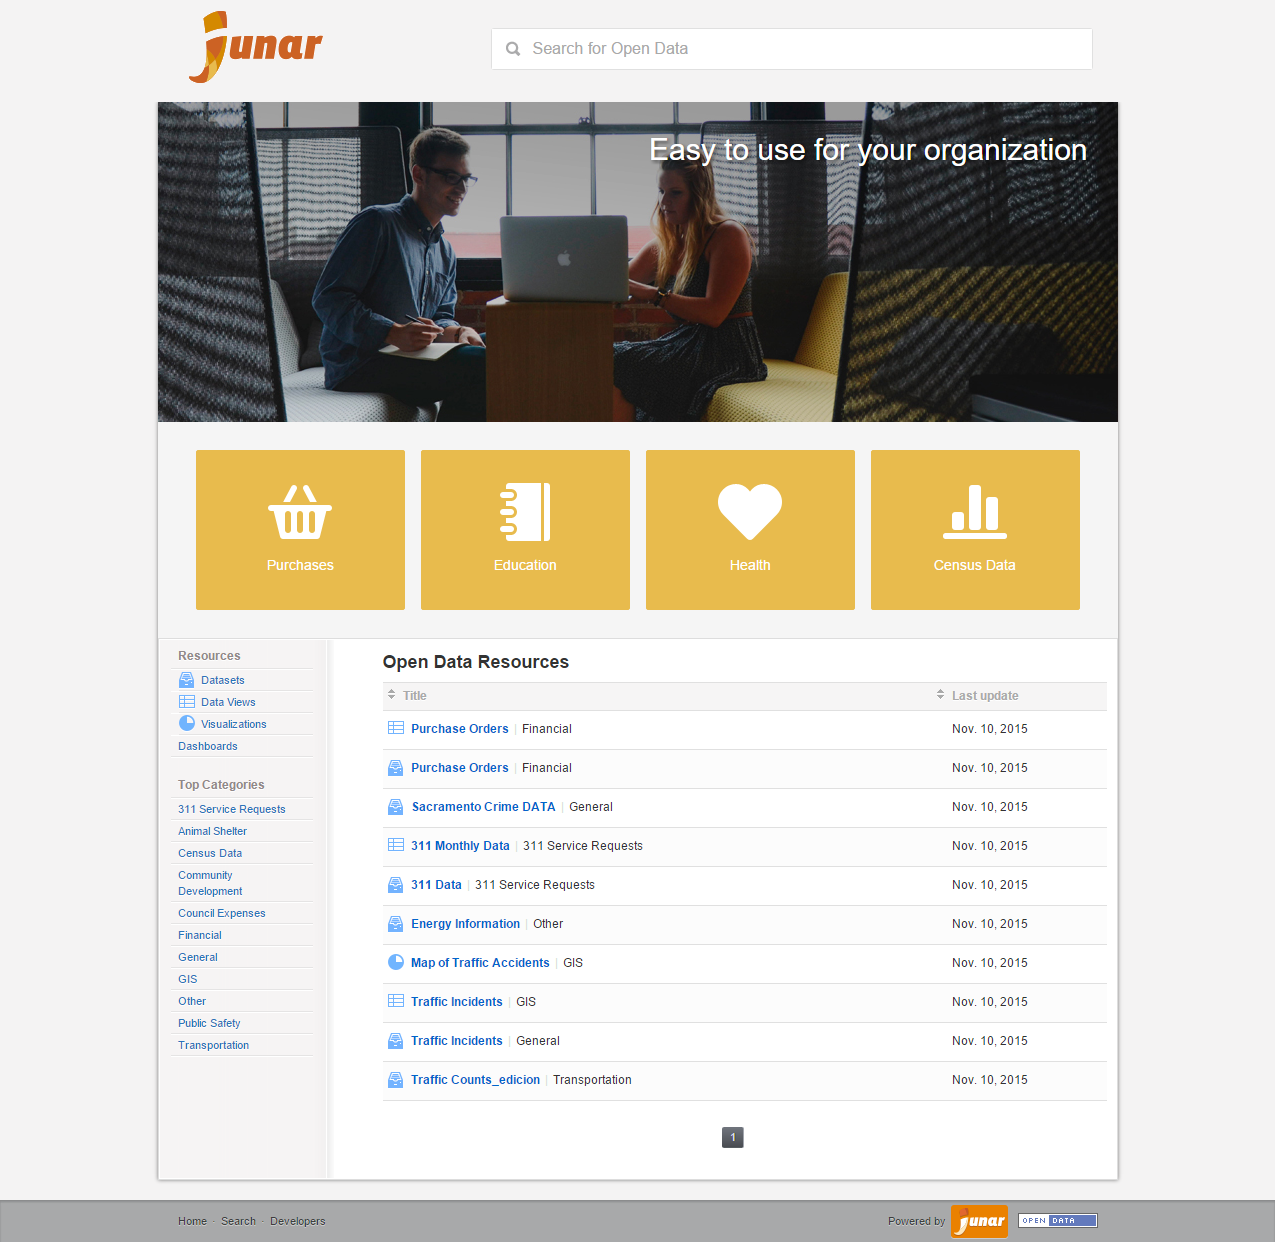 junar
Search for Open Data
Easy to use for your organization
Purchases
Education
Health
Census Data
Resources
Datasets
Data Views
Visualizations
Dashboards
Top Categories
311 Service Requests
Animal Shelter
Census Data
Community
Development
Council Expenses
Financial
General
GIS
Other
Public Safety
Transportation
Open Data Resources
Title Last update
Purchase Orders | Financial Nov. 10, 2015
Purchase Orders | Financial Nov. 10, 2015
Sacramento Crime DATA | General Nov. 10, 2015
311 Monthly Data | 311 Service Requests Nov. 10, 2015
311 Data | 311 Service Requests Nov. 10, 2015
Energy Information | Other Nov. 10, 2015
Map of Traffic Accidents | GIS Nov. 10, 2015
Traffic Incidents | GIS Nov. 10, 2015
Traffic Incidents | General Nov. 10, 2015
Traffic Counts_edicion | Transportation Nov. 10, 2015
1
Home · Search · Developers
Powered by junar OPEN DATA